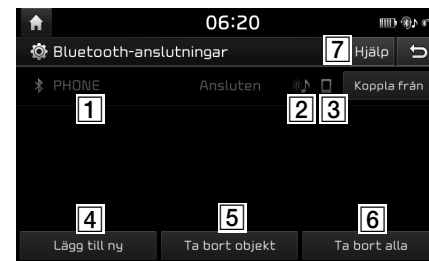 06:20
Bluetooth-anslutningar 7 Hjälp
PHONE Ansluten Koppla från
1 2 3
4 5 6
Lägg till ny Ta bort objekt Ta bort alla